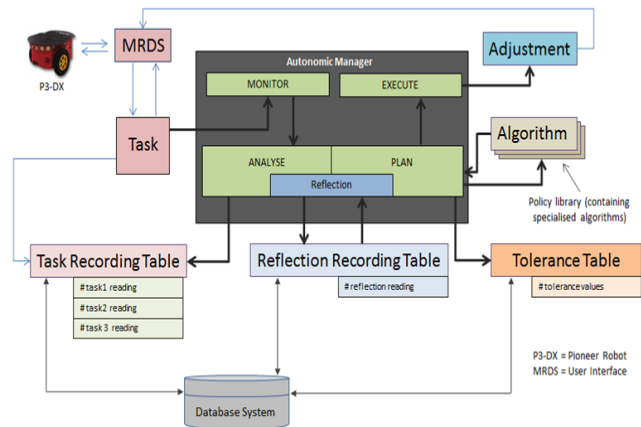 MRDS
P3-DX
Autonomic Manager
Adjustment
MONITOR
EXECUTE
Task
Algorithm
ANALYSE
PLAN
Reflection
Policy library (containing
specialised algorithms)
Task Recording Table
# task1 reading
# task2 reading
# task 3 reading
Reflection Recording Table
# reflection reading
Tolerance Table
# tolerance values
P3-DX = Pioneer Robot
MRDS = User Interface
Database System